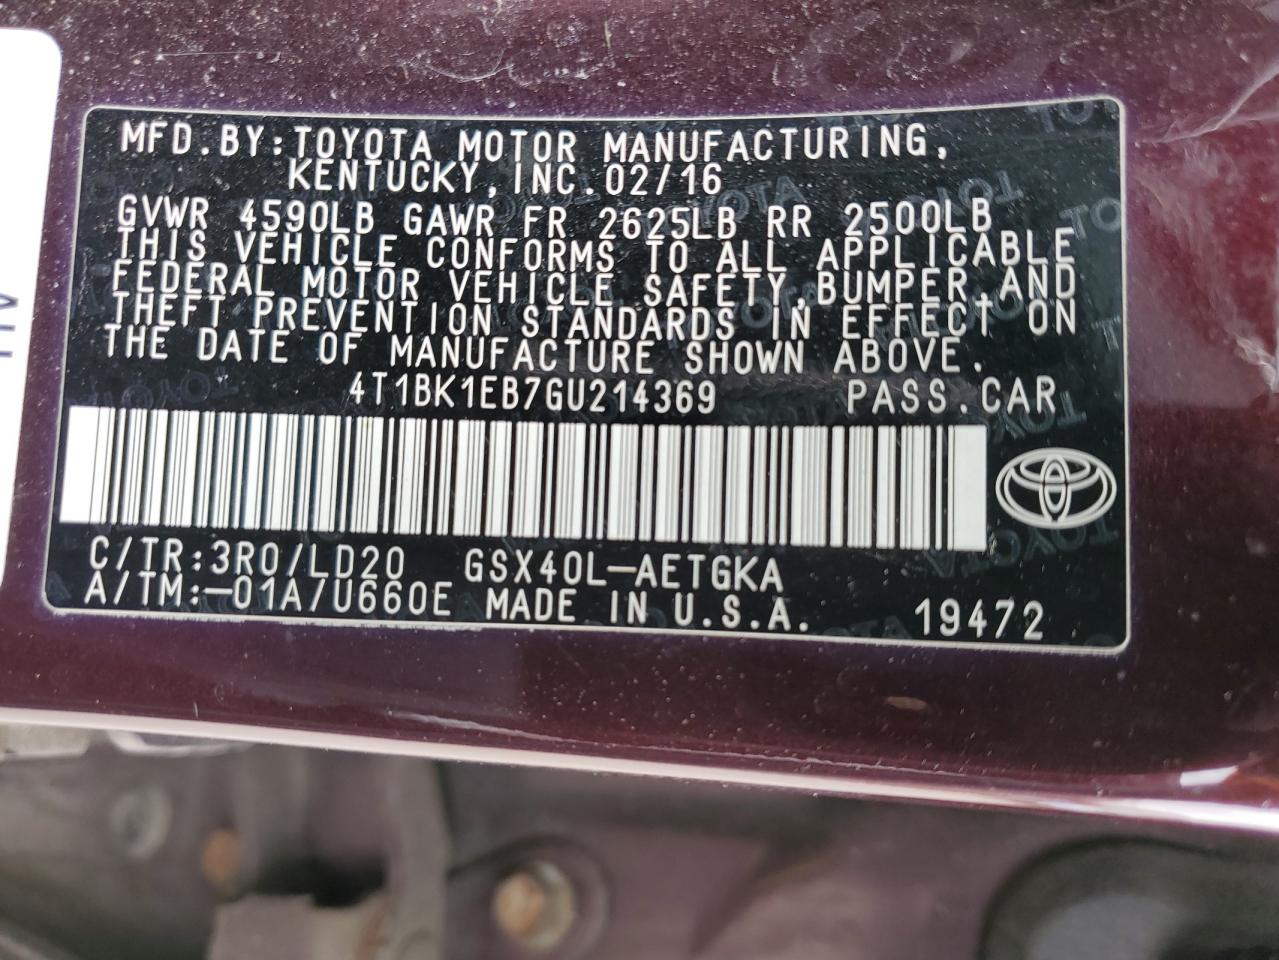 MFD.BY:TOYOTA MOTOR MANUFACTURING,
KENTUCKY,INC.02/16
GVWR 4590LB GAWR FR 2625LB RR 2500LB
THIS VEHICLE CONFORMS TO ALL APPLICABLE
FEDERAL MOTOR VEHICLE SAFETY,BUMPER,AND
THEFT PREVENTION STANDARDS IN EFFECT ON
THE DATE OF MANUFACTURE SHOWN ABOVE.
4T1BK1EB7GU214369 PASS.CAR
C/TR:3R0/LD20 GSX40L-AETGKA
A/TM:-01A/U660E MADE IN U.S.A. 19472